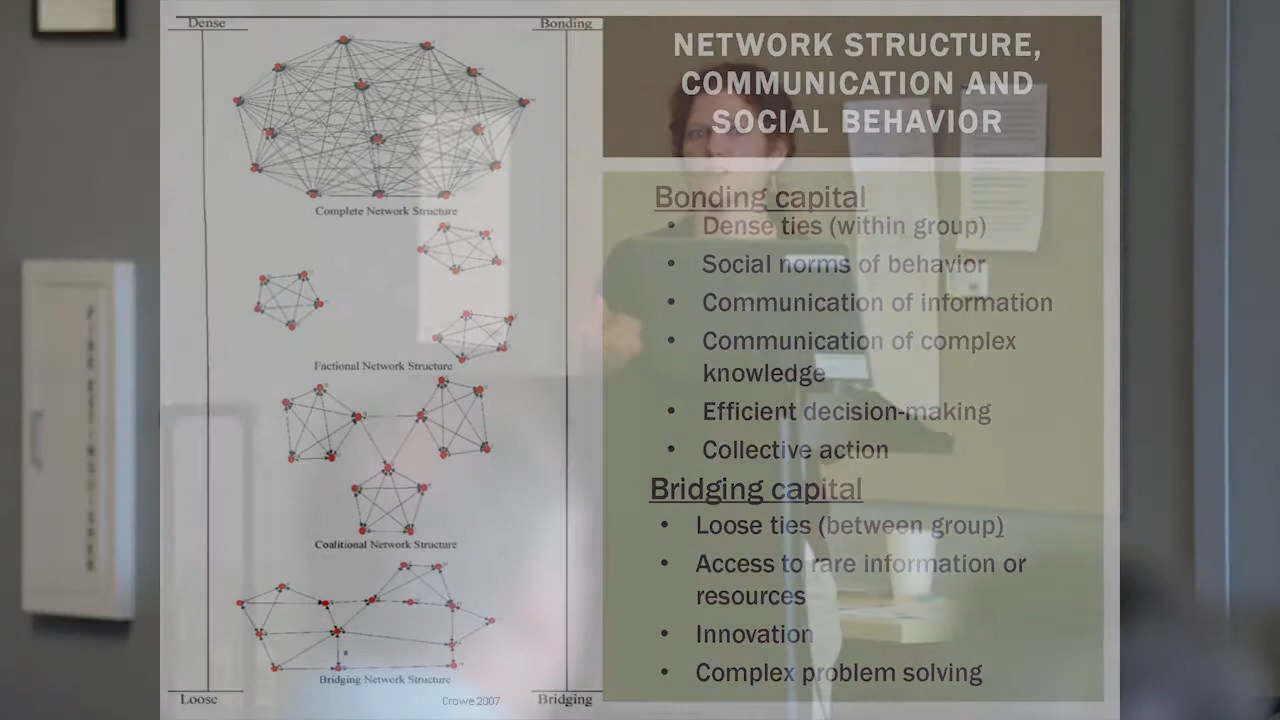 Dense
Bonding
Complete Network Structure
Factional Network Structure
Coalitional Network Structure
Bridging Network Structure
Loose
Crowe 2007
Bridging
NETWORK STRUCTURE,
COMMUNICATION AND
SOCIAL BEHAVIOR
Bonding capital
• Dense ties (within group)
• Social norms of behavior
• Communication of information
• Communication of complex
knowledge
• Efficient decision-making
• Collective action
Bridging capital
• Loose ties (between group)
• Access to rare information or
resources
• Innovation
• Complex problem solving
FIRE EXTINGUISHER